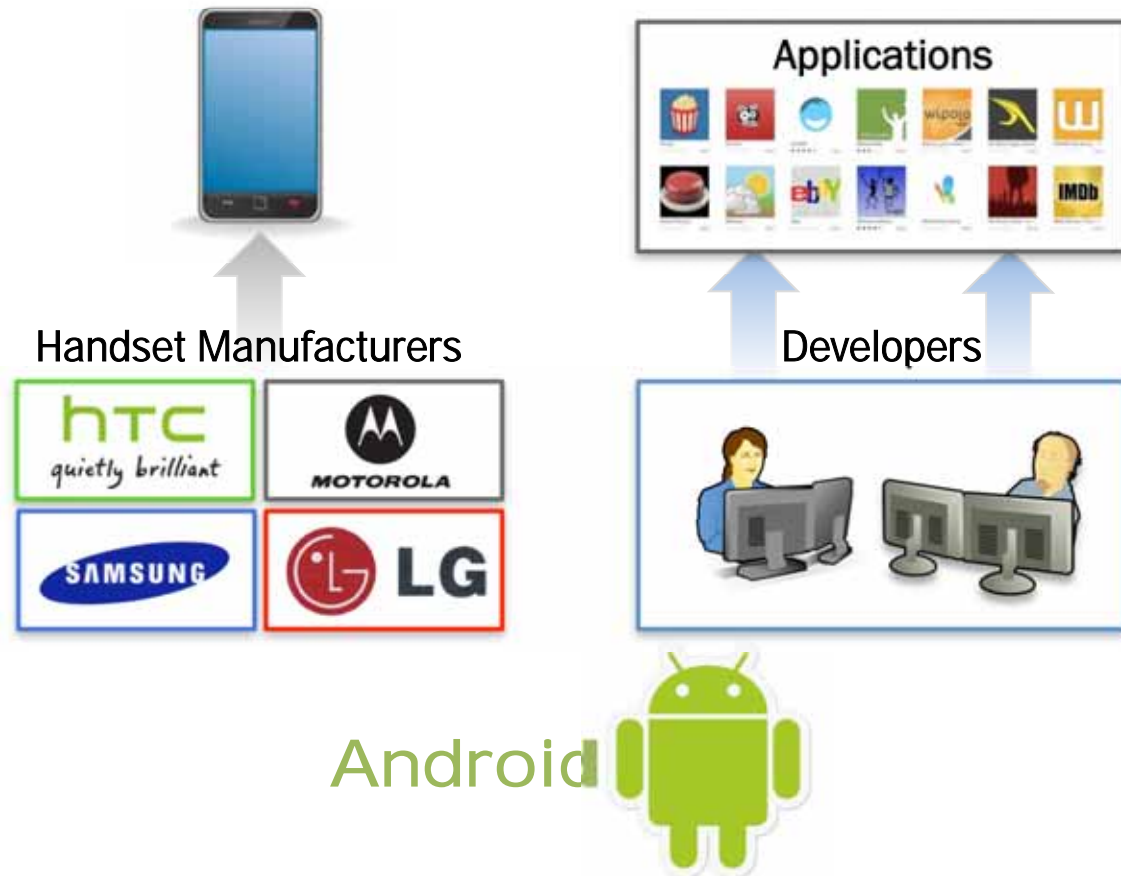 Applications
wipolo
ebY
IMDb
Handset Manufacturers
Developers
hTC
quietly brilliant
MOTOROLA
SAMSUNG
LG
Android